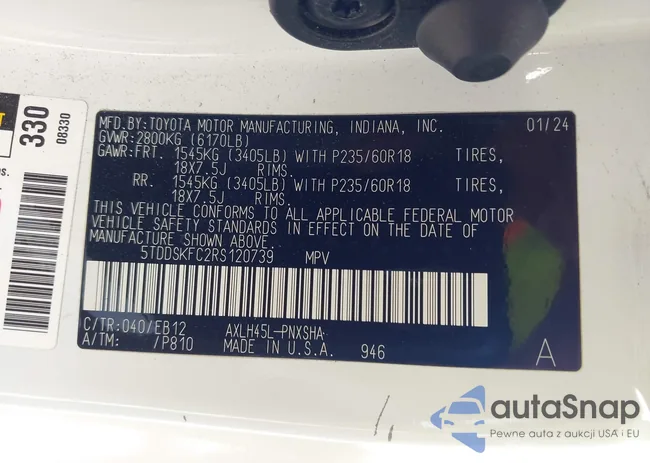 T
330
08330
ns.
MFD.BY:TOYOTA MOTOR MANUFACTURING, INDIANA, INC. 01/24
GVWR:2800KG (6170LB)
GAWR:FRT. 1545KG (3405LB) WITH P235/60R18 TIRES,
18X7.5J RIMS.
RR. 1545KG (3405LB) WITH P235/60R18 TIRES,
18X7.5J RIMS.
THIS VEHICLE CONFORMS TO ALL APPLICABLE FEDERAL MOTOR
VEHICLE SAFETY STANDARDS IN EFFECT ON THE DATE OF
MANUFACTURE SHOWN ABOVE.
5TDDSKFC2RS120739 MPV
C/TR:040/EB12 AXLH45L-PNXSHA
A/TM: /P810 MADE IN U.S.A. 946 A
autaSnap
Pewne auta z aukcji USA i EU